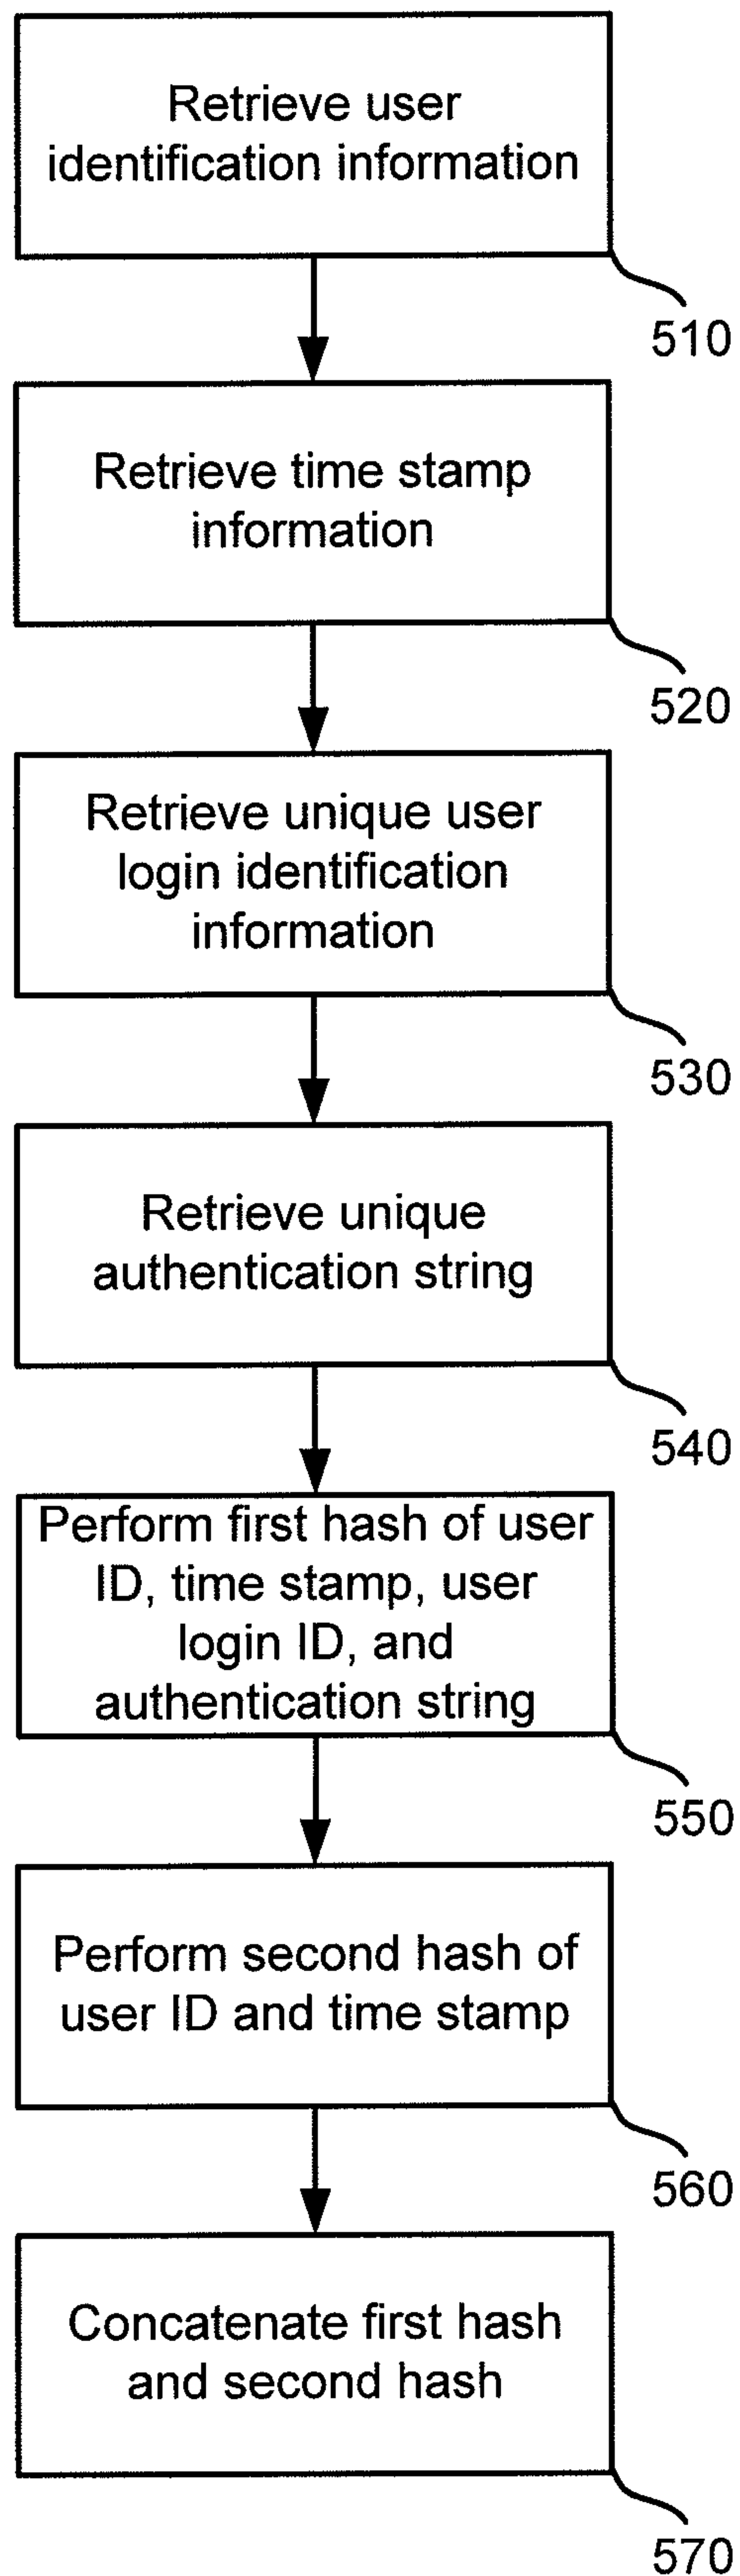 Retrieve user
identification information
510
Retrieve time stamp
information
520
Retrieve unique user
login identification
information
530
Retrieve unique
authentication string
540
Perform first hash of user
ID, time stamp, user
login ID, and
authentication string
550
Perform second hash of
user ID and time stamp
560
Concatenate first hash
and second hash
570